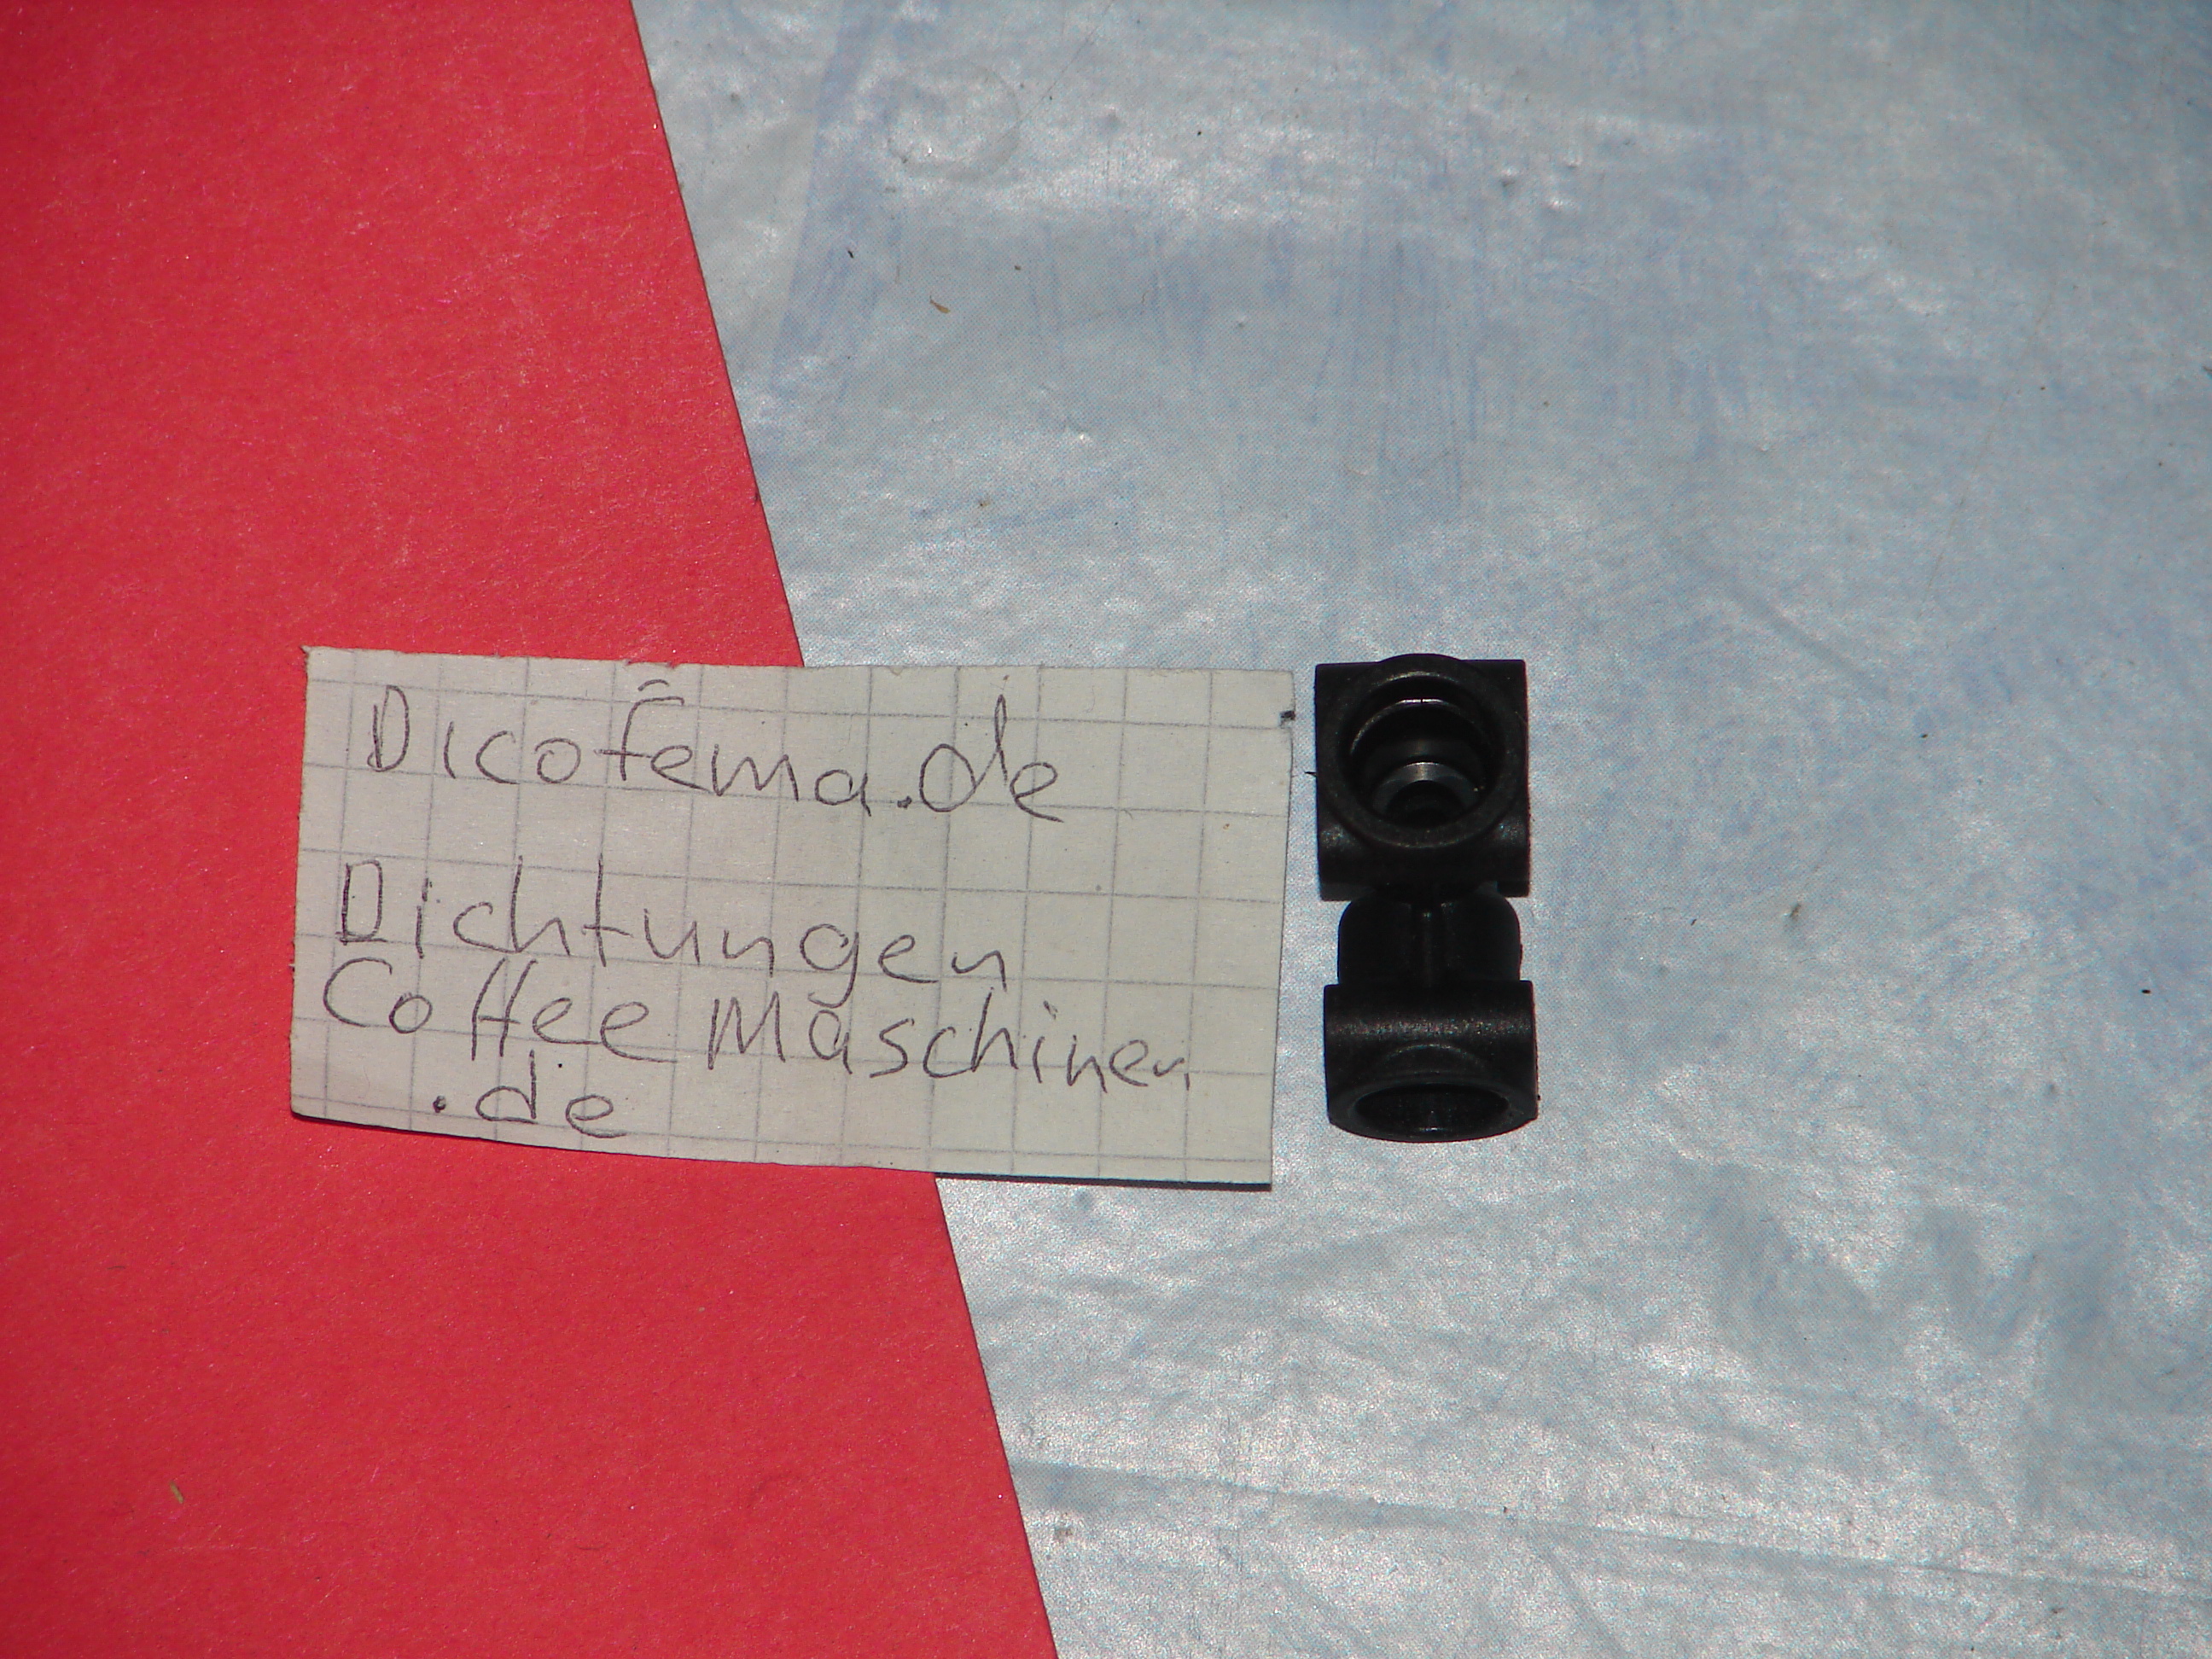 Dicofema.de
Dichtungen
Coffee Maschinen
.de